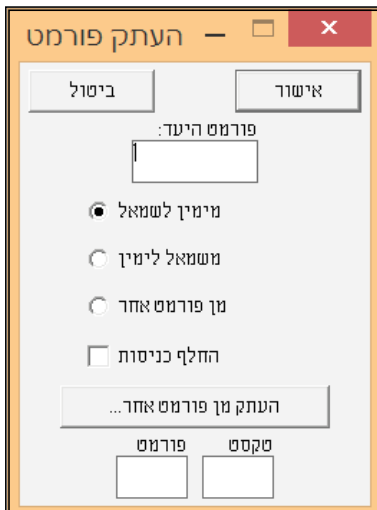 העתק פורמט
אישור ביטול
פורמט היעד:
1
מימין לשמאל
משמאל לימין
מן פורמט אחר
החלף כניסות
העתק מן פורמט אחר...
טקסט פורמט